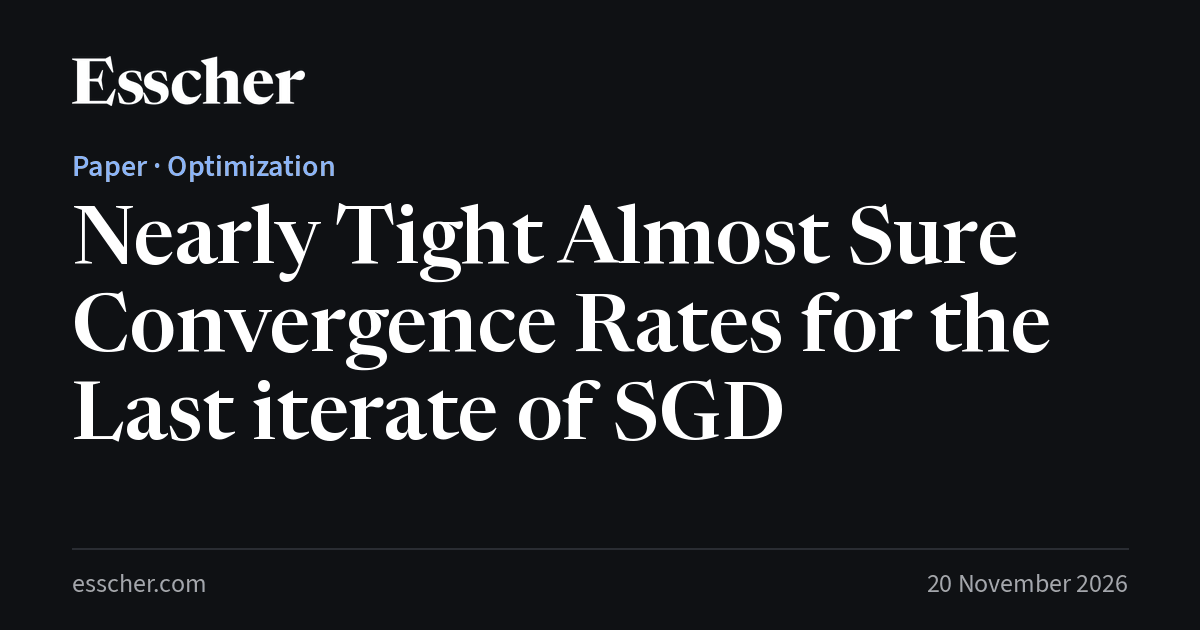 Esscher
Paper · Optimization
Nearly Tight Almost Sure
Convergence Rates for the
Last iterate of SGD
esscher.com
20 November 2026